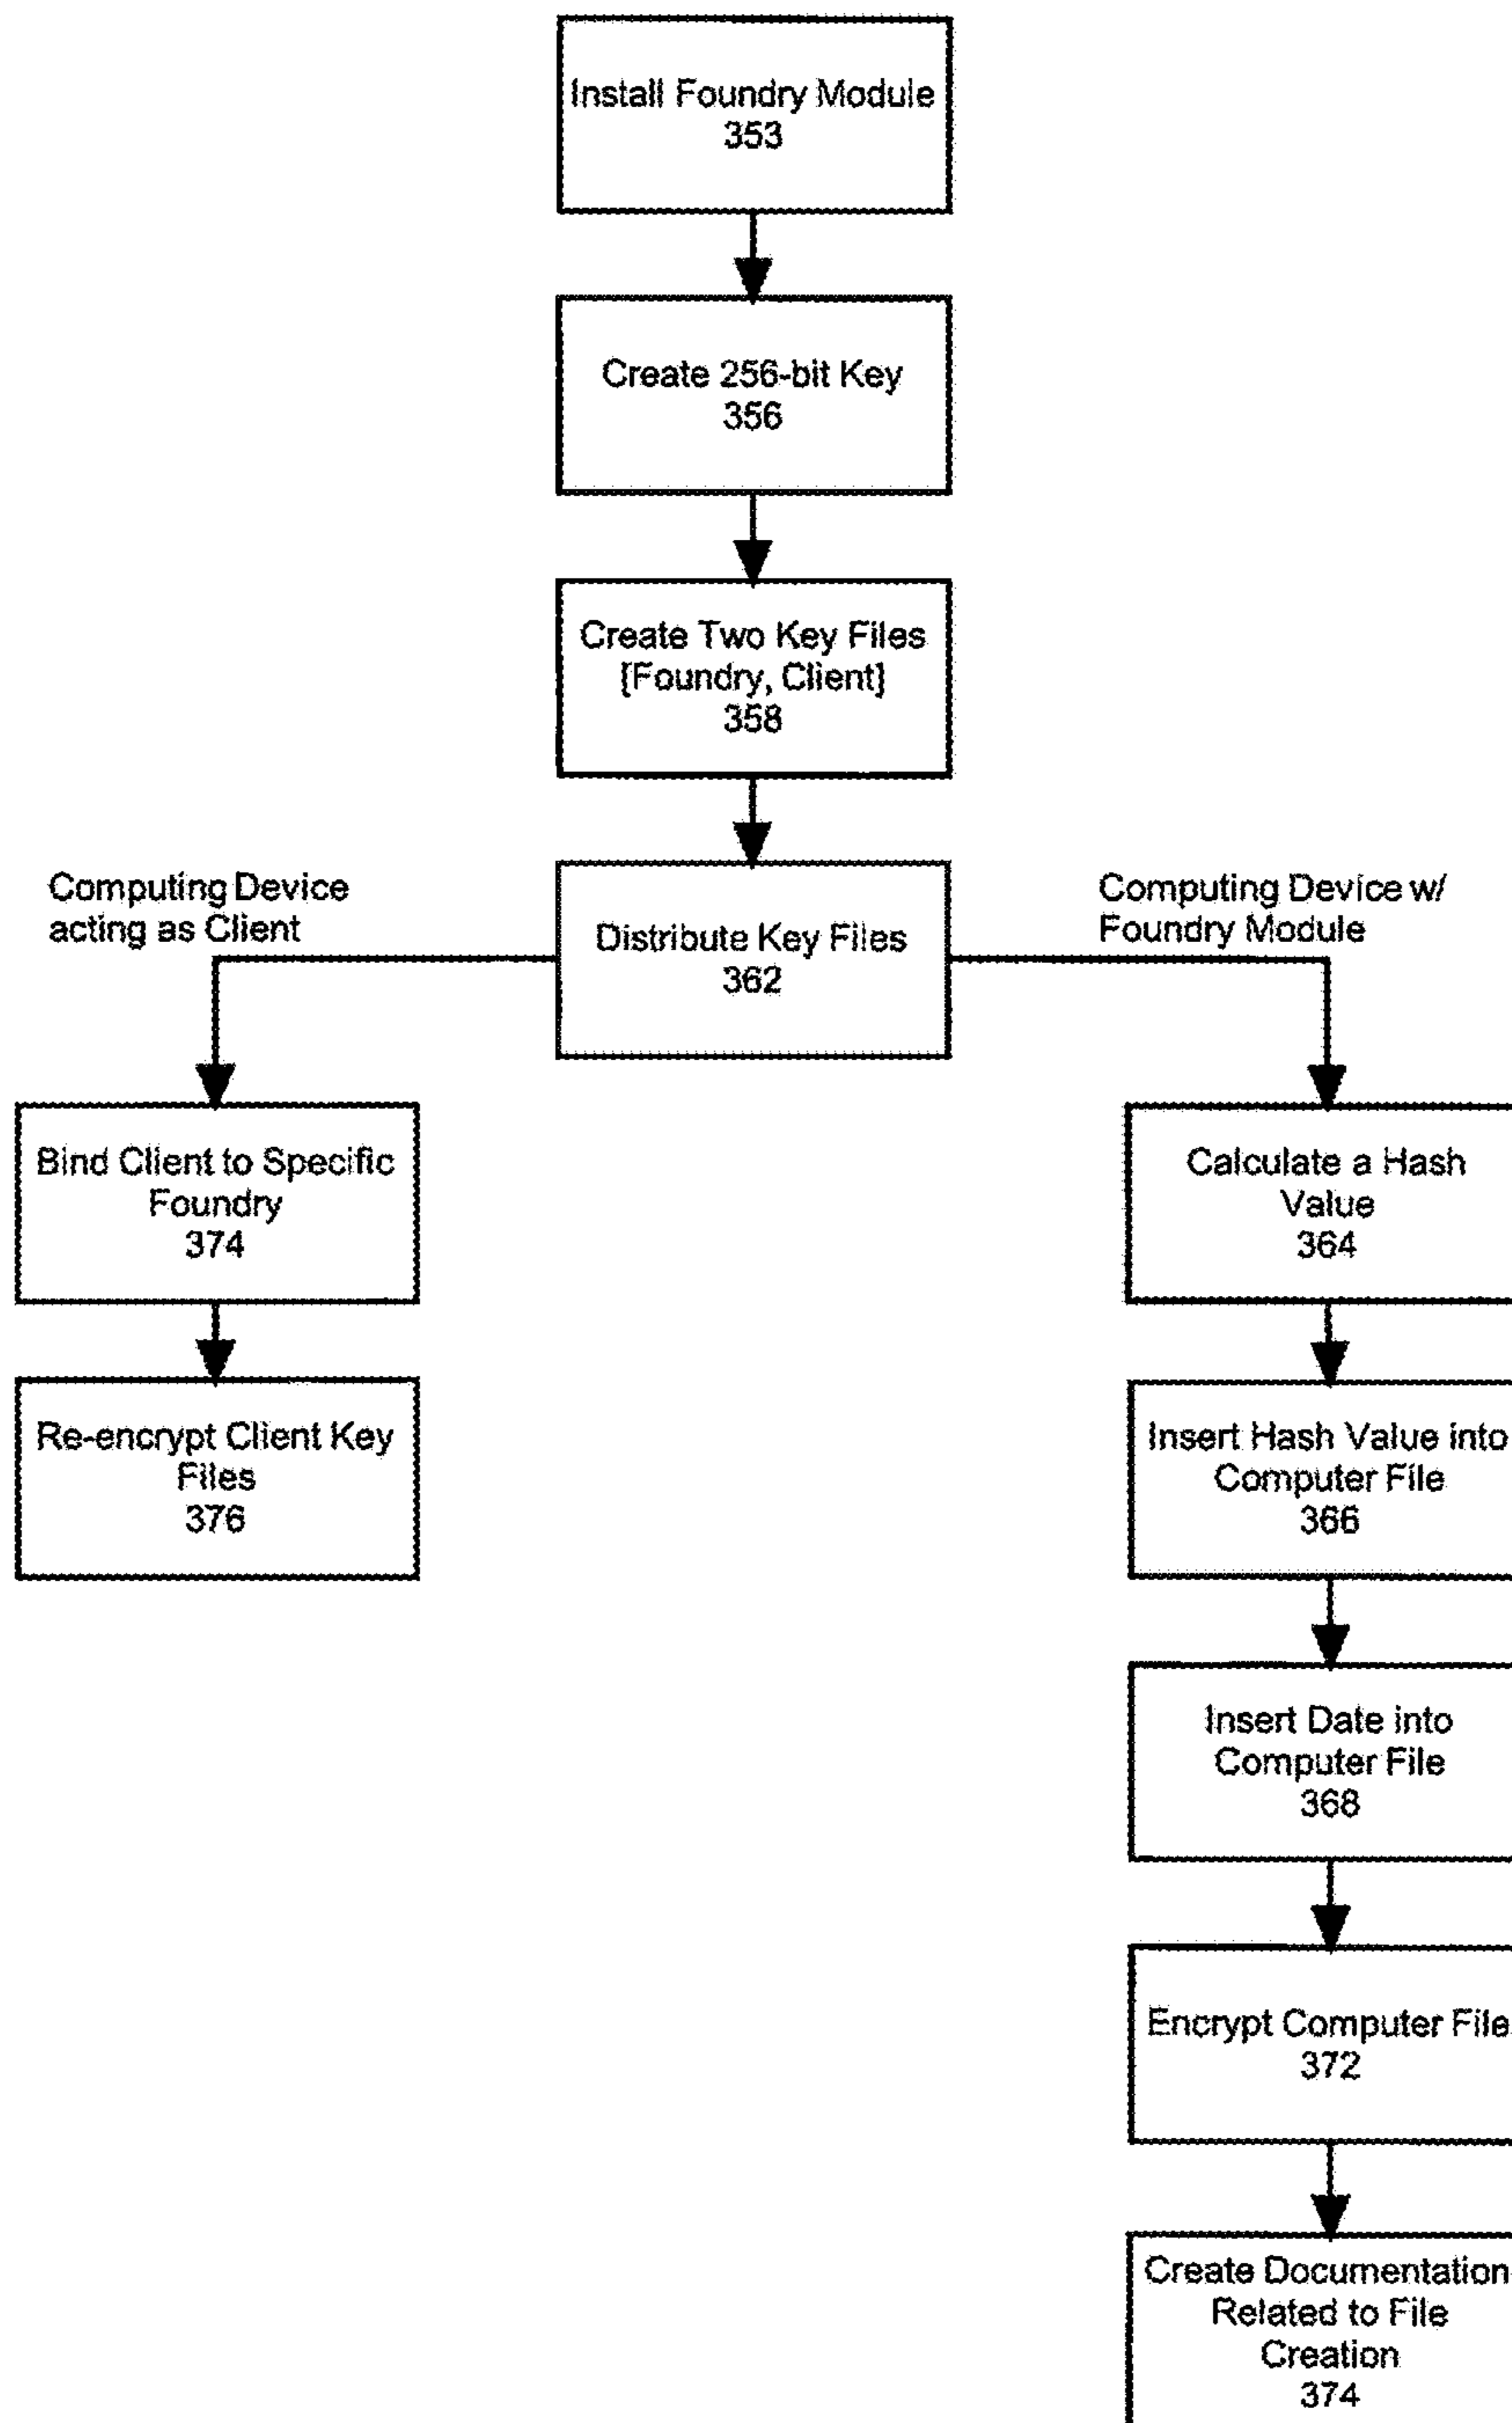 Install Foundry Module
353
Create 256-bit Key
356
Create Two Key Files
[Foundry, Client]
358
Computing Device
acting as Client
Distribute Key Files
362
Computing Device w/
Foundry Module
Bind Client to Specific
Foundry
374
Re-encrypt Client Key
Files
376
Calculate a Hash
Value
364
Insert Hash Value into
Computer File
366
Insert Date into
Computer File
368
Encrypt Computer File
372
Create Documentation
Related to File
Creation
374